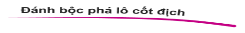 Đánh bộc phá lô cốt địch